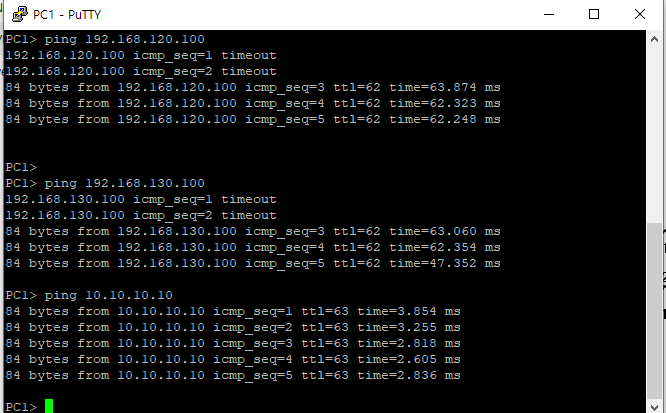 PC1 - PuTTY
PC1> ping 192.168.120.100
192.168.120.100 icmp_seq=1 timeout
192.168.120.100 icmp_seq=2 timeout
84 bytes from 192.168.120.100 icmp_seq=3 ttl=62 time=63.874 ms
84 bytes from 192.168.120.100 icmp_seq=4 ttl=62 time=62.323 ms
84 bytes from 192.168.120.100 icmp_seq=5 ttl=62 time=62.248 ms
PC1>
PC1> ping 192.168.130.100
192.168.130.100 icmp_seq=1 timeout
192.168.130.100 icmp_seq=2 timeout
84 bytes from 192.168.130.100 icmp_seq=3 ttl=62 time=63.060 ms
84 bytes from 192.168.130.100 icmp_seq=4 ttl=62 time=62.354 ms
84 bytes from 192.168.130.100 icmp_seq=5 ttl=62 time=47.352 ms
PC1> ping 10.10.10.10
84 bytes from 10.10.10.10 icmp_seq=1 ttl=63 time=3.854 ms
84 bytes from 10.10.10.10 icmp_seq=2 ttl=63 time=3.255 ms
84 bytes from 10.10.10.10 icmp_seq=3 ttl=63 time=2.818 ms
84 bytes from 10.10.10.10 icmp_seq=4 ttl=63 time=2.605 ms
84 bytes from 10.10.10.10 icmp_seq=5 ttl=63 time=2.836 ms
PC1>